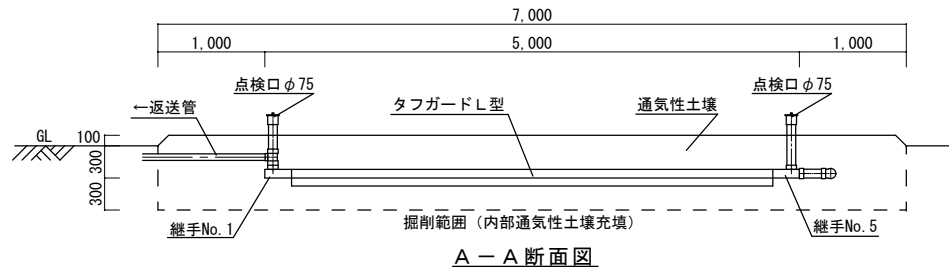 7,000
1,000
5,000
1,000
点検口φ75
点検口φ75
←返送管
タフガードL型
通気性土壌
GL
100
300
300
掘削範囲（内部通気性土壌充填）
継手No.1
継手No.5
A－A断面図